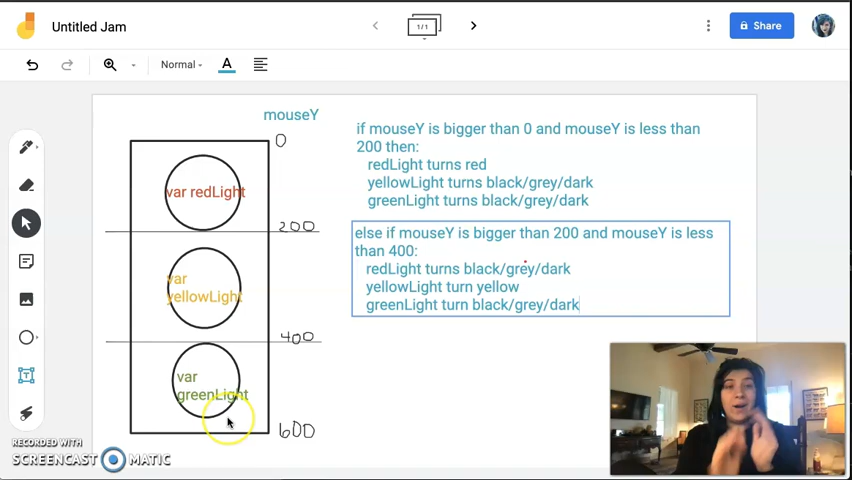 Untitled Jam
1/1
Share
Normal
A
mouseY
0
var redLight
200
var
yellowLight
400
var
greenLight
600
if mouseY is bigger than 0 and mouseY is less than
200 then:
redLight turns red
yellowLight turns black/grey/dark
greenLight turns black/grey/dark
else if mouseY is bigger than 200 and mouseY is less
than 400:
redLight turns black/grey/dark
yellowLight turn yellow
greenLight turn black/grey/dark
RECORDED WITH
SCREENCAST MATIC